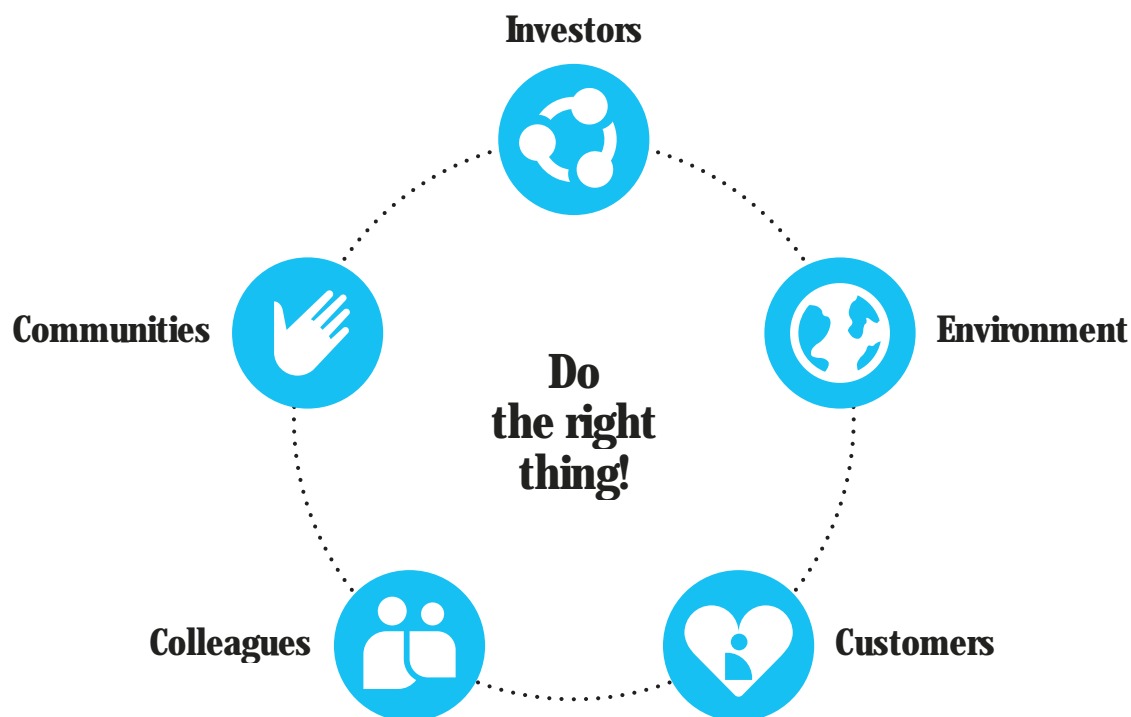 Investors
Communities
Environment
Do
the right
thing!
Colleagues
Customers